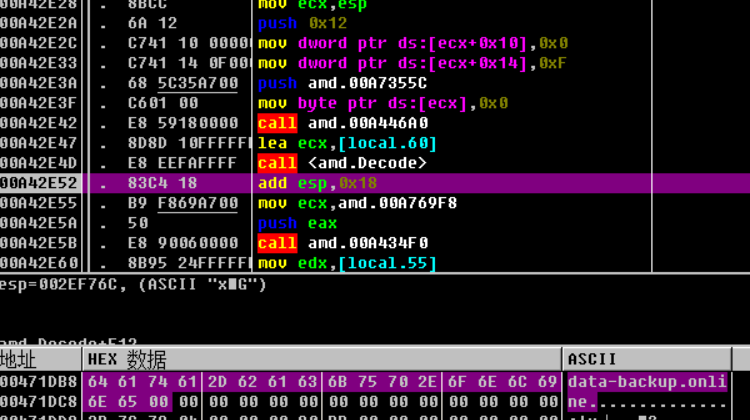 00A42E28 . 8BCC mov ecx,esp
00A42E2A . 6A 12 push 0x12
00A42E2C . C741 10 00000 mov dword ptr ds:[ecx+0x10],0x0
00A42E33 . C741 14 0F000 mov dword ptr ds:[ecx+0x14],0xF
00A42E3A . 68 5C35A700 push amd.00A7355C
00A42E3F . C601 00 mov byte ptr ds:[ecx],0x0
00A42E42 . E8 59180000 call amd.00A446A0
00A42E47 . 8D8D 10FFFFFF lea ecx,[local.60]
00A42E4D . E8 EEFAFFFF call <amd.Decode>
00A42E52 . 83C4 18 add esp,0x18
00A42E55 . B9 F869A700 mov ecx,amd.00A769F8
00A42E5A . 50 push eax
00A42E5B . E8 90060000 call amd.00A434F0
00A42E60 . 8B95 24FFFFFF mov edx,[local.55]
esp=002EF76C, (ASCII "x■G")
amd.Decode+F12
地址 HEX 数据 ASCII
00471DB8 64 61 74 61 2D 62 61 63 6B 75 70 2E 6F 6E 6C 69 data-backup.onli
00471DC8 6E 65 00 00 00 00 00 00 00 00 00 00 00 00 00 00 ne..............